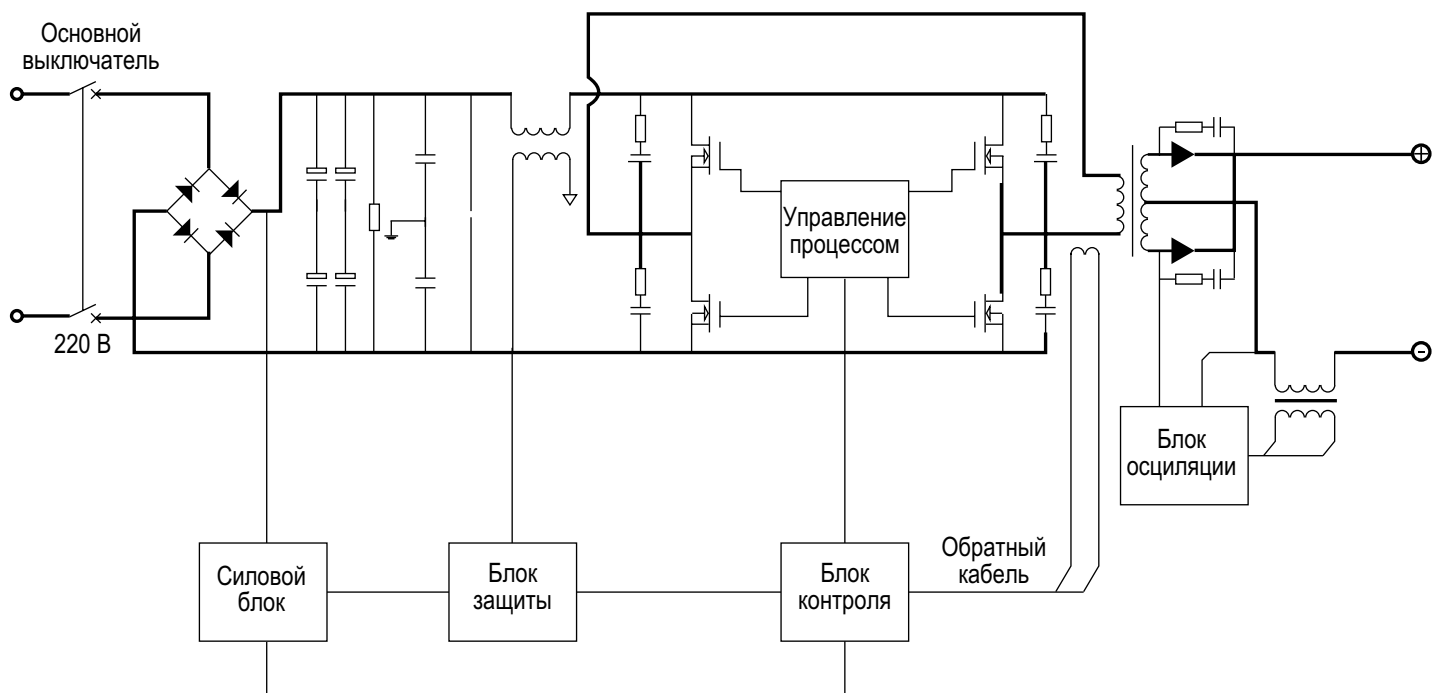 Основной
выключатель
220 В
Управление
процессом
Блок
осциляции
Силовой
блок
Блок
защиты
Блок
контроля
Обратный
кабель